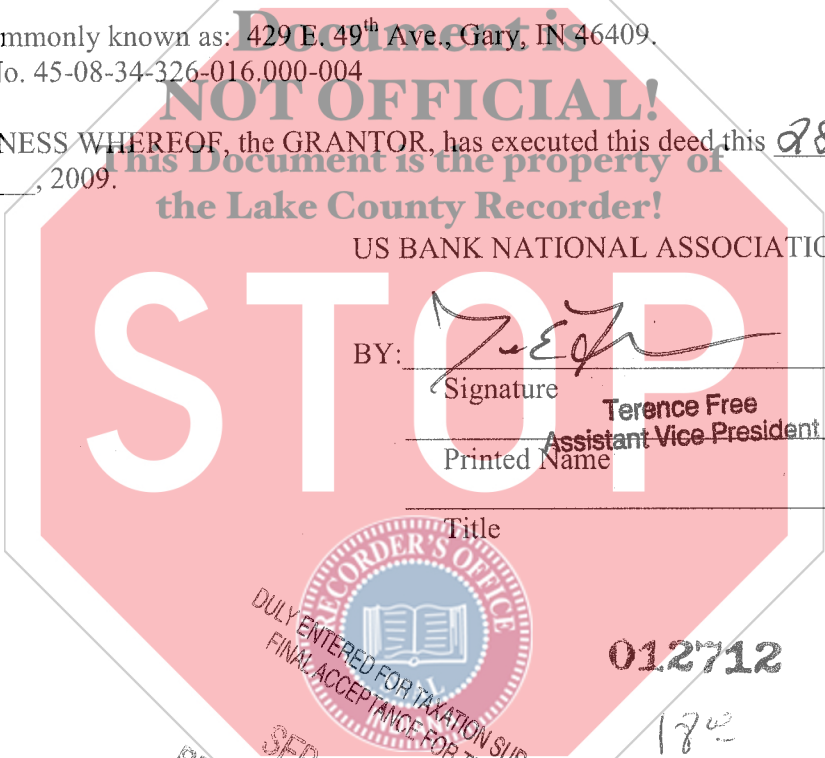 ommonly known as: 429 E. 49th Ave., Gary, IN 46409.
Document is
No. 45-08-34-326-016.000-004
NOT OFFICIAL!
NESS WHEREOF, the GRANTOR, has executed this deed this 28
This Document is the property of
, 2009.
the Lake County Recorder!
US BANK NATIONAL ASSOCIATIO
STOP
BY:
Signature
Terence Free
Assistant Vice President
Printed Name
Title
RECORDER'S OFFICE
DULY ENTERED FOR TAXATION SUB
FINAL ACCEPTANCE FOR T
SEP
012712